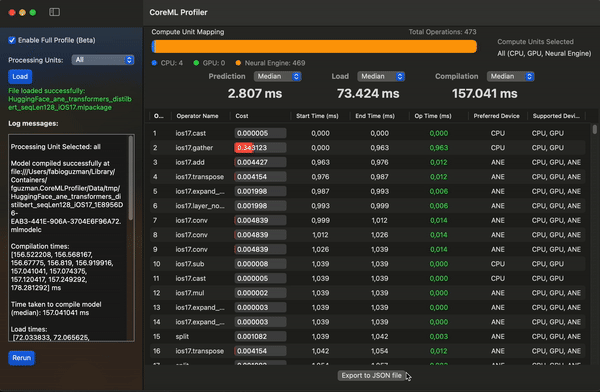 CoreML Profiler
Enable Full Profile (Beta)
Processing Units: All
Load
File loaded successfully:
HuggingFace_ane_transformers_distilbert_seqLen128_iOS17.mlpackage
Log messages:
Processing Unit Selected: all
Model compiled successfully at
file:///Users/fabioguzman/Library/
Containers/
fguzman.CoreMLProfiler/Data/tmp/
HuggingFace_ane_transformers_di
stilbert_seqLen128_iOS17_1E8956D
6-
EAB3-441E-906A-3704E6F96A72.
mlmodelc
Compilation times:
[156.522208, 156.568167,
156.67775, 156.819, 156.919916,
157.041041, 157.074375,
157.120417, 157.249292,
178.281292] ms
Time taken to compile model
(median): 157.041041 ms
Load times:
[72.033833, 72.065625,
Rerun
Compute Unit Mapping Total Operations: 473
CPU: 4 GPU: 0 Neural Engine: 469
Compute Units Selected
All (CPU, GPU, Neural Engine)
Prediction Median Load Median Compilation Median
2.807 ms 73.424 ms 157.041 ms
O... Operator Name Cost Start Time (ms) End Time (ms) Op Time (ms) Preferred Device Supported Devi...
1 ios17.cast 0.000005 0,000 0,000 0,000 CPU CPU, GPU
2 ios17.gather 0.343123 0,000 0,963 0,963 CPU CPU, GPU
3 ios17.add 0.004427 0,963 0,976 0,012 ANE CPU, GPU, ANE
4 ios17.transpose 0.004154 0,976 0,987 0,012 ANE CPU, GPU, ANE
5 ios17.expand_... 0.001998 0,987 0,993 0,006 ANE CPU, GPU, ANE
6 ios17.layer_no... 0.001998 0,993 0,999 0,006 ANE CPU, GPU, ANE
7 ios17.conv 0.004839 0,999 1,012 0,014 ANE CPU, GPU, ANE
8 ios17.conv 0.004839 1,012 1,026 0,014 ANE CPU, GPU, ANE
9 ios17.conv 0.004839 1,026 1,039 0,014 ANE CPU, GPU, ANE
10 ios17.sub 0.000008 1,039 1,039 0,000 CPU CPU, GPU
11 ios17.cast 0.000005 1,039 1,039 0,000 CPU CPU, GPU
12 ios17.mul 0.000002 1,039 1,039 0,000 ANE CPU, GPU, ANE
13 ios17.expand_... 0.000003 1,039 1,039 0,000 ANE CPU, GPU, ANE
14 ios17.expand_... 0.000003 1,039 1,039 0,000 ANE CPU, GPU, ANE
15 split 0.001082 1,039 1,042 0,003 ANE CPU, GPU, ANE
16 ios17.transpose 0.004154 1,042 1,054 0,012 ANE CPU, GPU, ANE
Export to JSON file